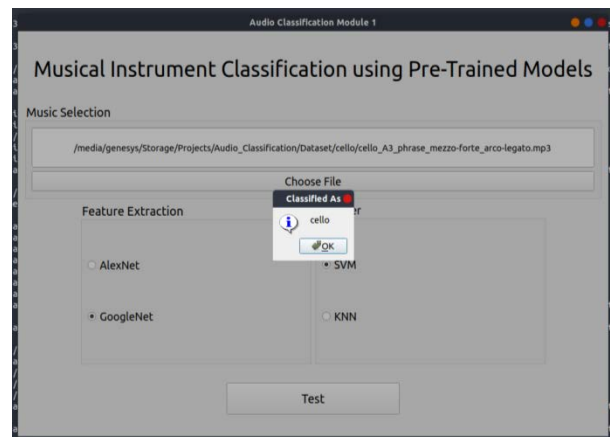 Audio Classification Module 1
Musical Instrument Classification using Pre-Trained Models
Music Selection
/media/genesys/Storage/Projects/Audio_Classification/Dataset/cello/cello_A3_phrase_mezzo-forte_arco-legato.mp3
Choose File
Classified As
cello
OK
Feature Extraction
AlexNet
SVM
GoogleNet
KNN
Test